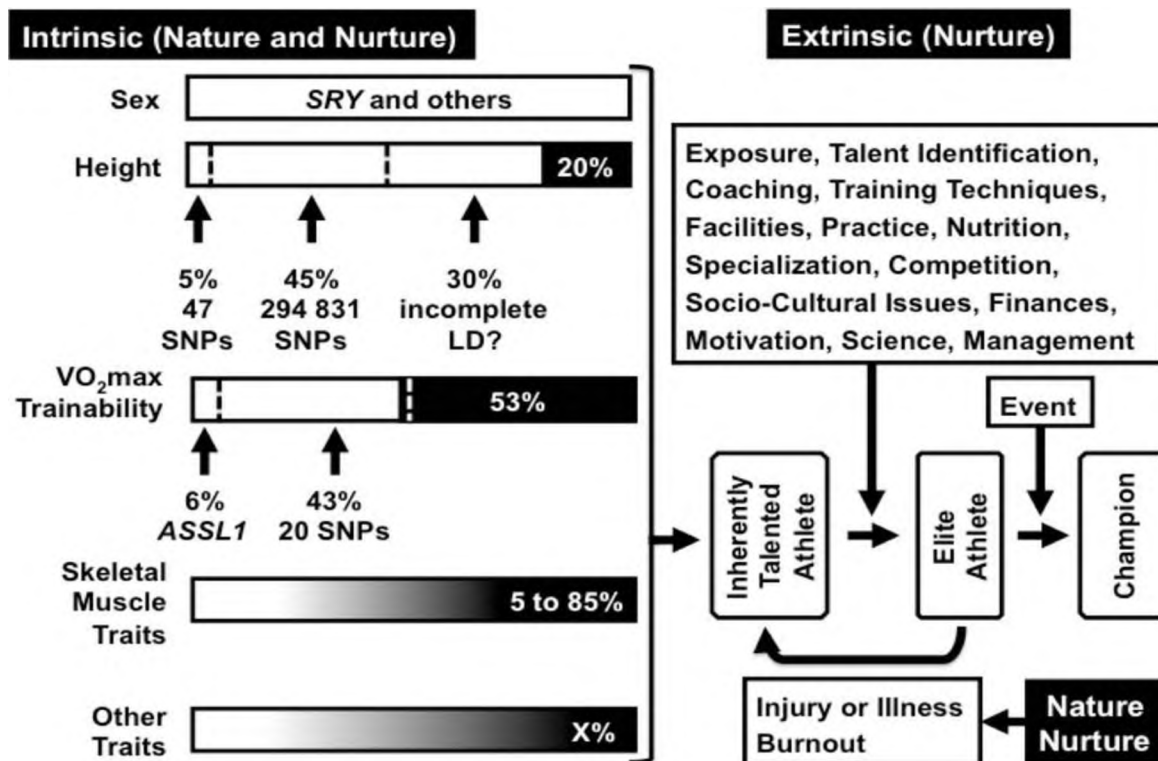 Intrinsic (Nature and Nurture)
Sex
SRY and others
Height
20%
5%
47
SNPs
45%
294 831
SNPs
30%
incomplete
LD?
VO₂max
Trainability
53%
6%
ASSL1
43%
20 SNPs
Skeletal
Muscle
Traits
5 to 85%
Other
Traits
X%
Extrinsic (Nurture)
Exposure, Talent Identification,
Coaching, Training Techniques,
Facilities, Practice, Nutrition,
Specialization, Competition,
Socio-Cultural Issues, Finances,
Motivation, Science, Management
Event
Inherently
Talented
Athlete
Elite
Athlete
Champion
Injury or Illness
Burnout
Nature
Nurture